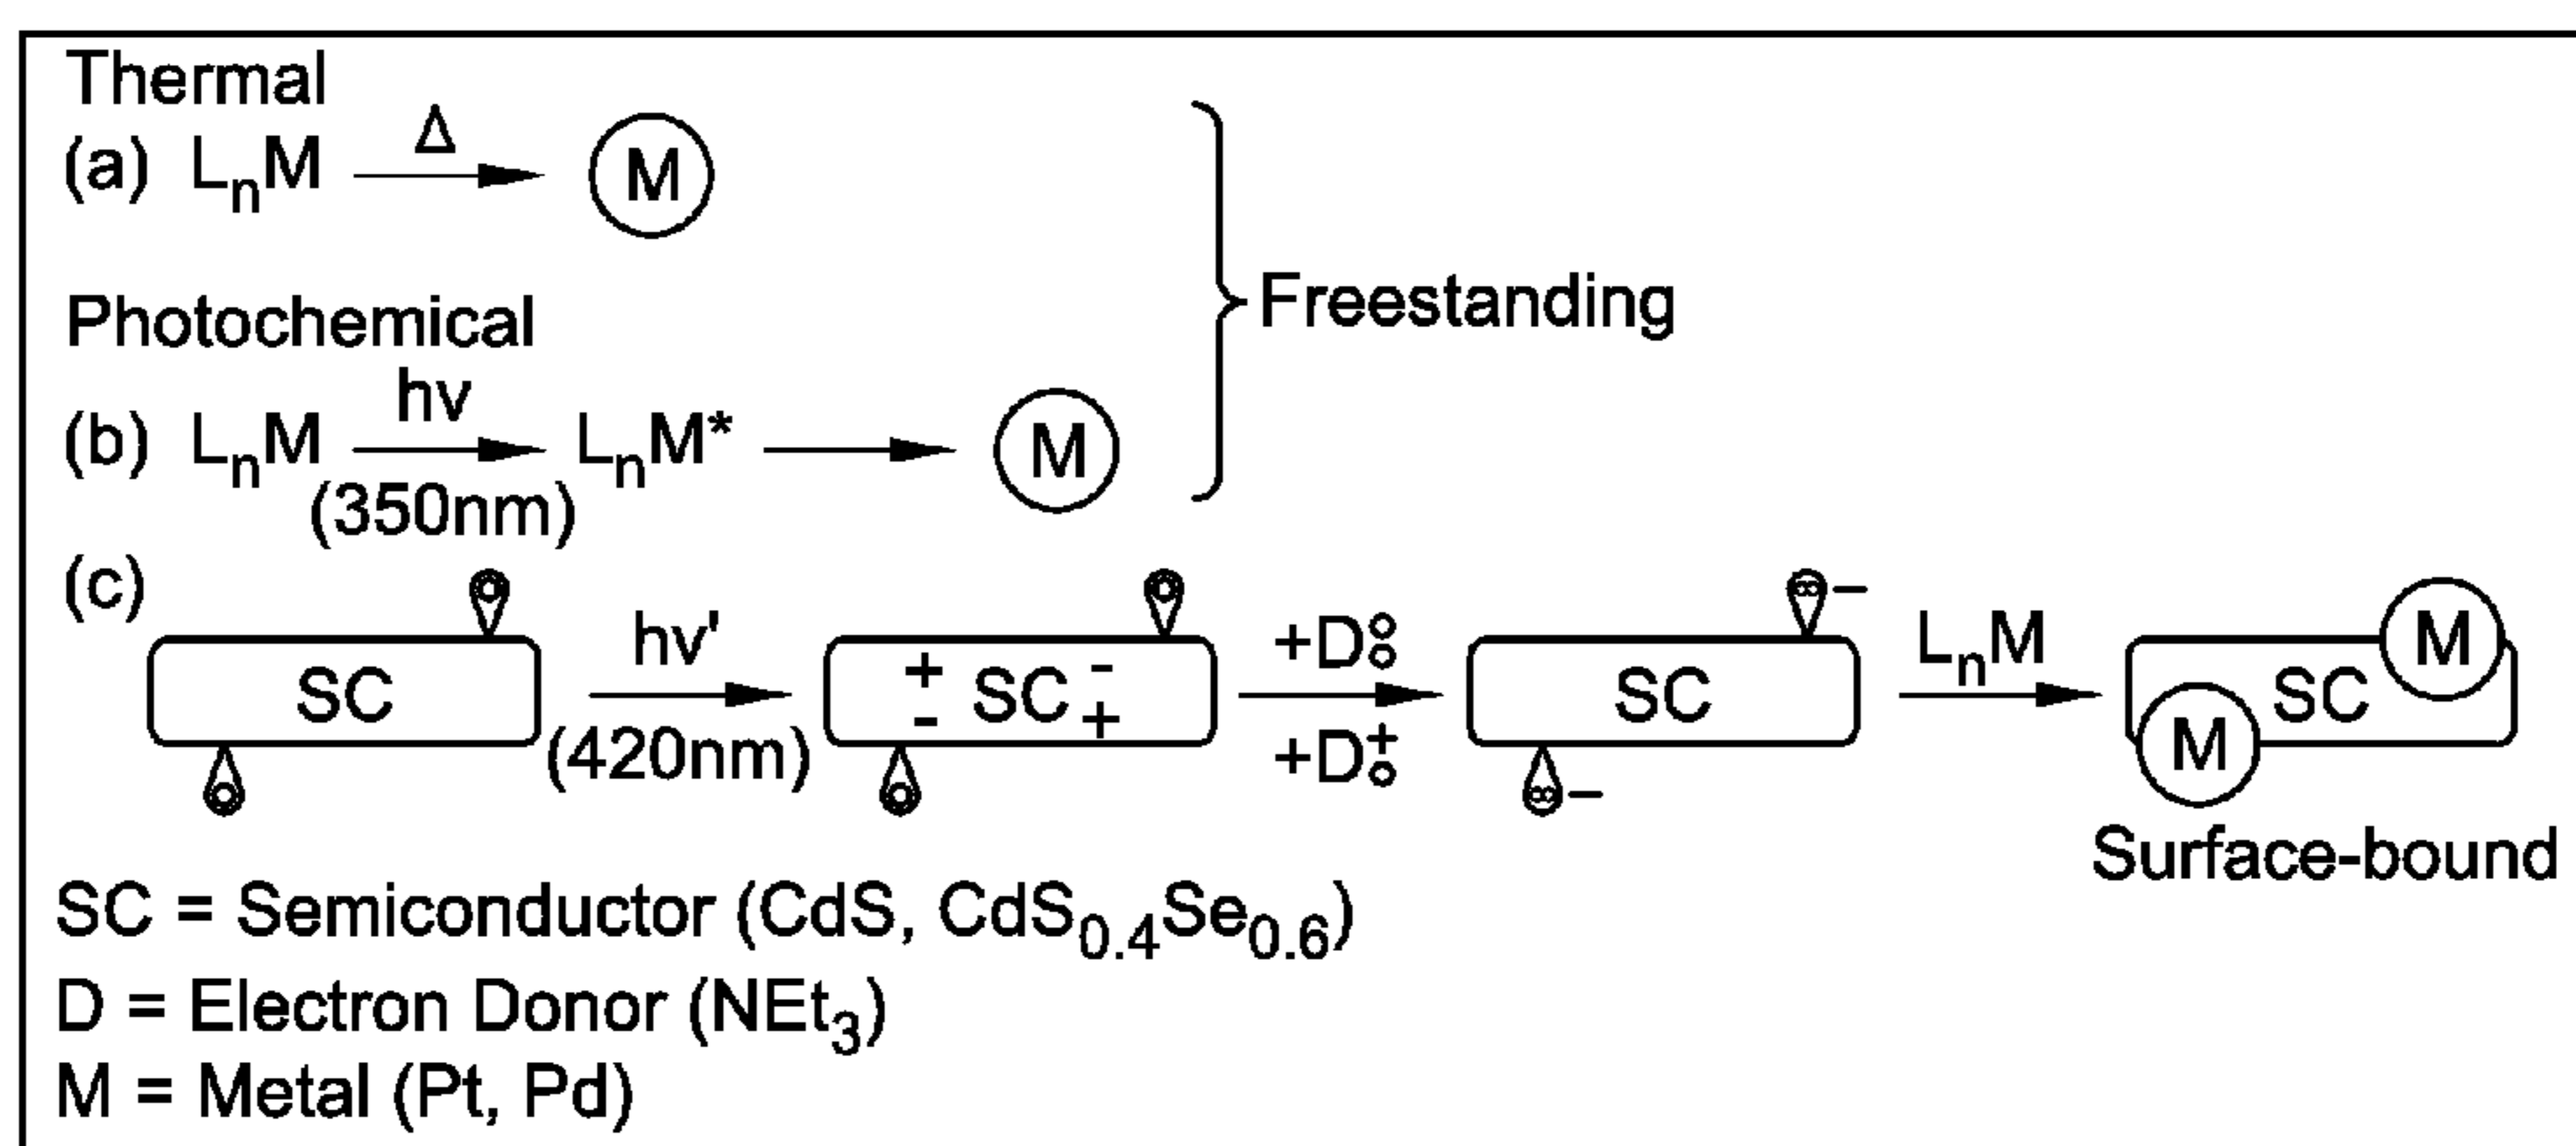 Thermal
(a) LnM Δ M
Photochemical
Freestanding
(b) LnM hν (350nm) LnM* M
(c)
SC hν' (420nm) + - SC - + +D8 +D± SC - - LnM SC M M
Surface-bound
SC = Semiconductor (CdS, CdS0.4Se0.6)
D = Electron Donor (NEt3)
M = Metal (Pt, Pd)